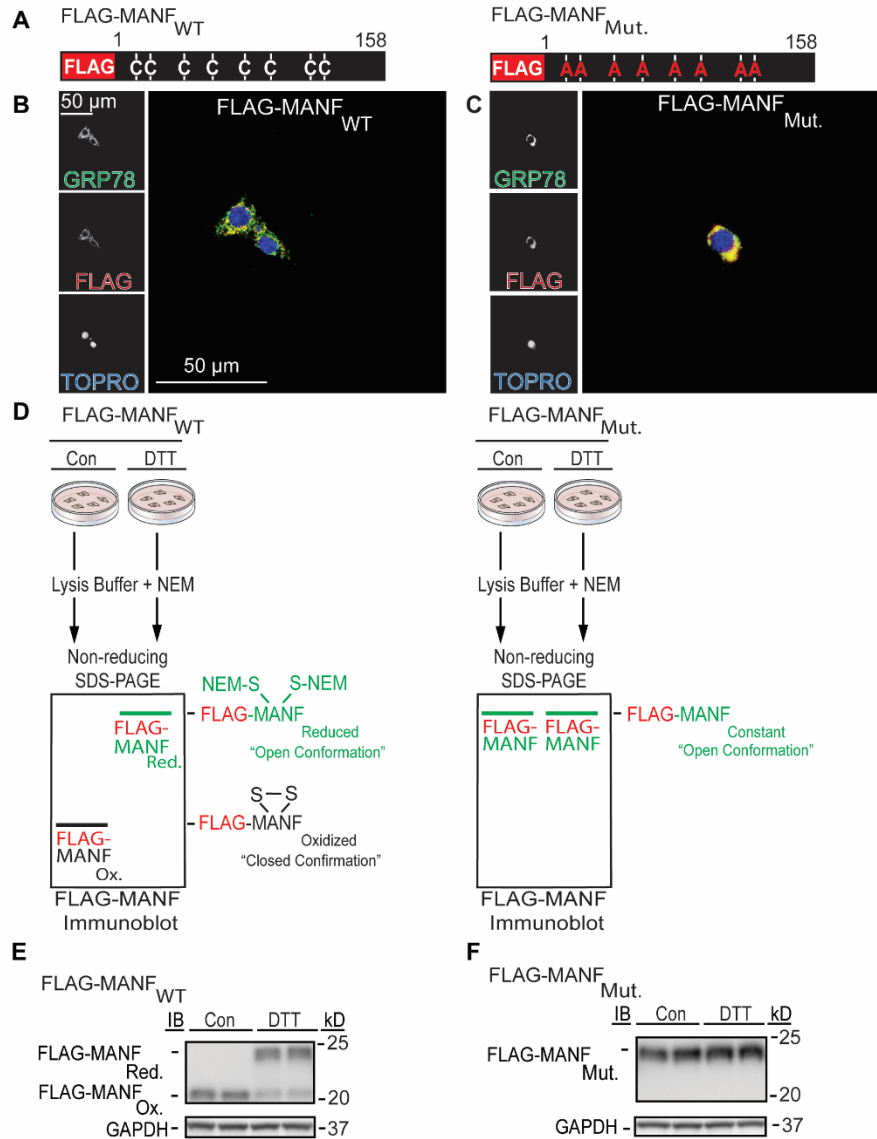 A
FLAG-MANF WT
1 158
FLAG C C C C C C C C
FLAG-MANF Mut.
1 158
FLAG A A A A A A A A
B
50 µm
GRP78
FLAG
TOPRO
FLAG-MANF WT
50 µm
C
GRP78
FLAG
TOPRO
FLAG-MANF Mut.
D
FLAG-MANF WT
Con DTT
Lysis Buffer + NEM
Non-reducing
SDS-PAGE
FLAG-
MANF
Red.
FLAG-
MANF
Ox.
NEM-S S-NEM
FLAG-MANF
Reduced
"Open Conformation"
S–S
FLAG-MANF
Oxidized
"Closed Confirmation"
FLAG-MANF
Immunoblot
FLAG-MANF Mut.
Con DTT
Lysis Buffer + NEM
Non-reducing
SDS-PAGE
FLAG- FLAG-
MANF MANF
FLAG-MANF
Constant
"Open Conformation"
FLAG-MANF
Immunoblot
E
FLAG-MANF WT
IB Con DTT kD
FLAG-MANF Red. - -25
FLAG-MANF Ox. - -20
GAPDH - -37
F
FLAG-MANF Mut.
IB Con DTT kD
-25
FLAG-MANF Mut. -
-20
GAPDH - -37